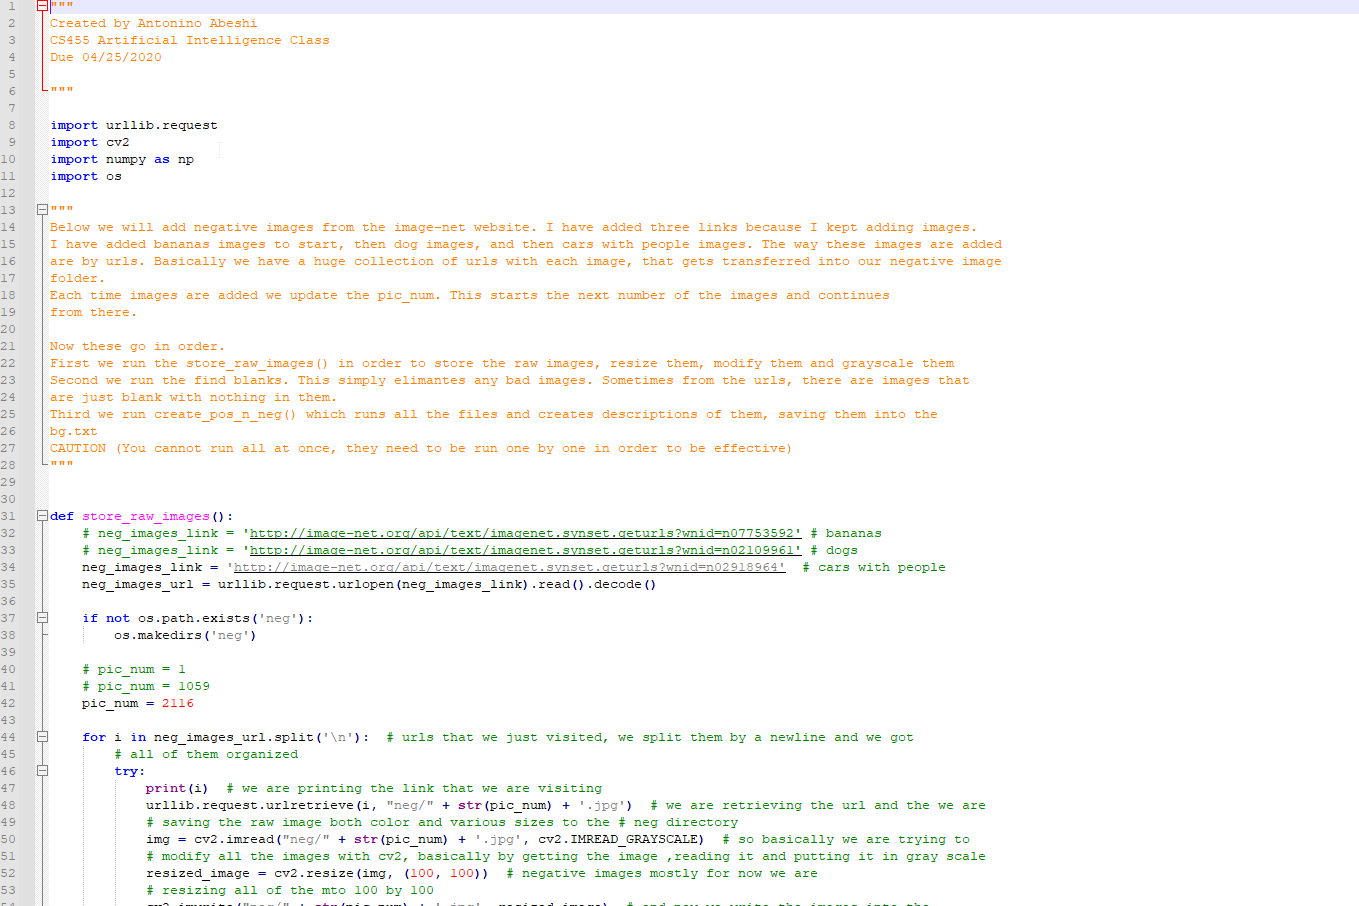 1 """
2 Created by Antonino Abeshi
3 CS455 Artificial Intelligence Class
4 Due 04/25/2020
5
6 """
7
8 import urllib.request
9 import cv2
10 import numpy as np
11 import os
12
13 """
14 Below we will add negative images from the image-net website. I have added three links because I kept adding images.
15 I have added bananas images to start, then dog images, and then cars with people images. The way these images are added
16 are by urls. Basically we have a huge collection of urls with each image, that gets transferred into our negative image
17 folder.
18 Each time images are added we update the pic_num. This starts the next number of the images and continues
19 from there.
20
21 Now these go in order.
22 First we run the store_raw_images() in order to store the raw images, resize them, modify them and grayscale them
23 Second we run the find blanks. This simply elimantes any bad images. Sometimes from the urls, there are images that
24 are just blank with nothing in them.
25 Third we run create_pos_n_neg() which runs all the files and creates descriptions of them, saving them into the
26 bg.txt
27 CAUTION (You cannot run all at once, they need to be run one by one in order to be effective)
28 """
29
30
31 def store_raw_images():
32 # neg_images_link = 'http://image-net.org/api/text/imagenet.synset.geturls?wnid=n07753592' # bananas
33 # neg_images_link = 'http://image-net.org/api/text/imagenet.synset.geturls?wnid=n02109961' # dogs
34 neg_images_link = 'http://image-net.org/api/text/imagenet.synset.geturls?wnid=n02918964' # cars with people
35 neg_images_url = urllib.request.urlopen(neg_images_link).read().decode()
36
37 if not os.path.exists('neg'):
38 os.makedirs('neg')
39
40 # pic_num = 1
41 # pic_num = 1059
42 pic_num = 2116
43
44 for i in neg_images_url.split('\n'): # urls that we just visited, we split them by a newline and we got
45 # all of them organized
46 try:
47 print(i) # we are printing the link that we are visiting
48 urllib.request.urlretrieve(i, "neg/" + str(pic_num) + '.jpg') # we are retrieving the url and the we are
49 # saving the raw image both color and various sizes to the # neg directory
50 img = cv2.imread("neg/" + str(pic_num) + '.jpg', cv2.IMREAD_GRAYSCALE) # so basically we are trying to
51 # modify all the images with cv2, basically by getting the image ,reading it and putting it in gray scale
52 resized_image = cv2.resize(img, (100, 100)) # negative images mostly for now we are
53 # resizing all of the mto 100 by 100